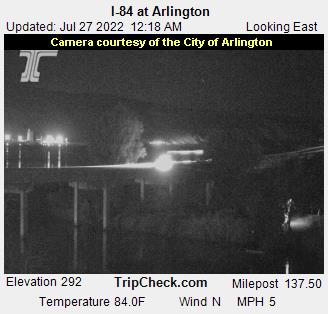 I-84 at Arlington
Updated: Jul 27 2022 12:18 AM Looking East
Camera courtesy of the City of Arlington
Elevation 292 TripCheck.com Milepost 137.50
Temperature 84.0F Wind N MPH 5